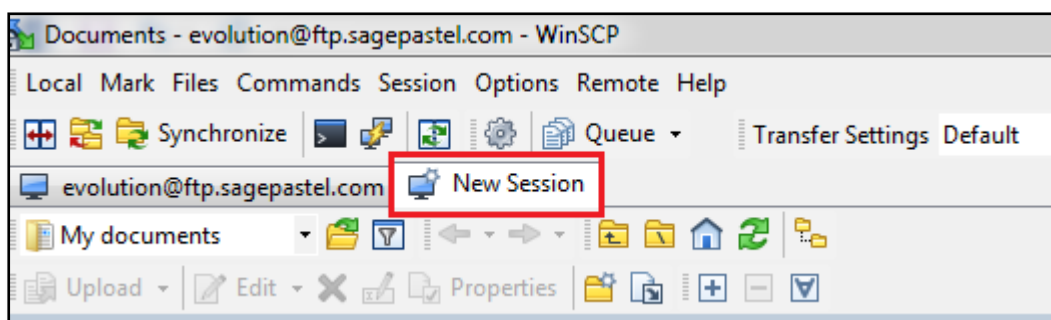 Documents - evolution@ftp.sagepastel.com - WinSCP
Local Mark Files Commands Session Options Remote Help
Synchronize Queue Transfer Settings Default
evolution@ftp.sagepastel.com New Session
My documents
Upload Edit Properties